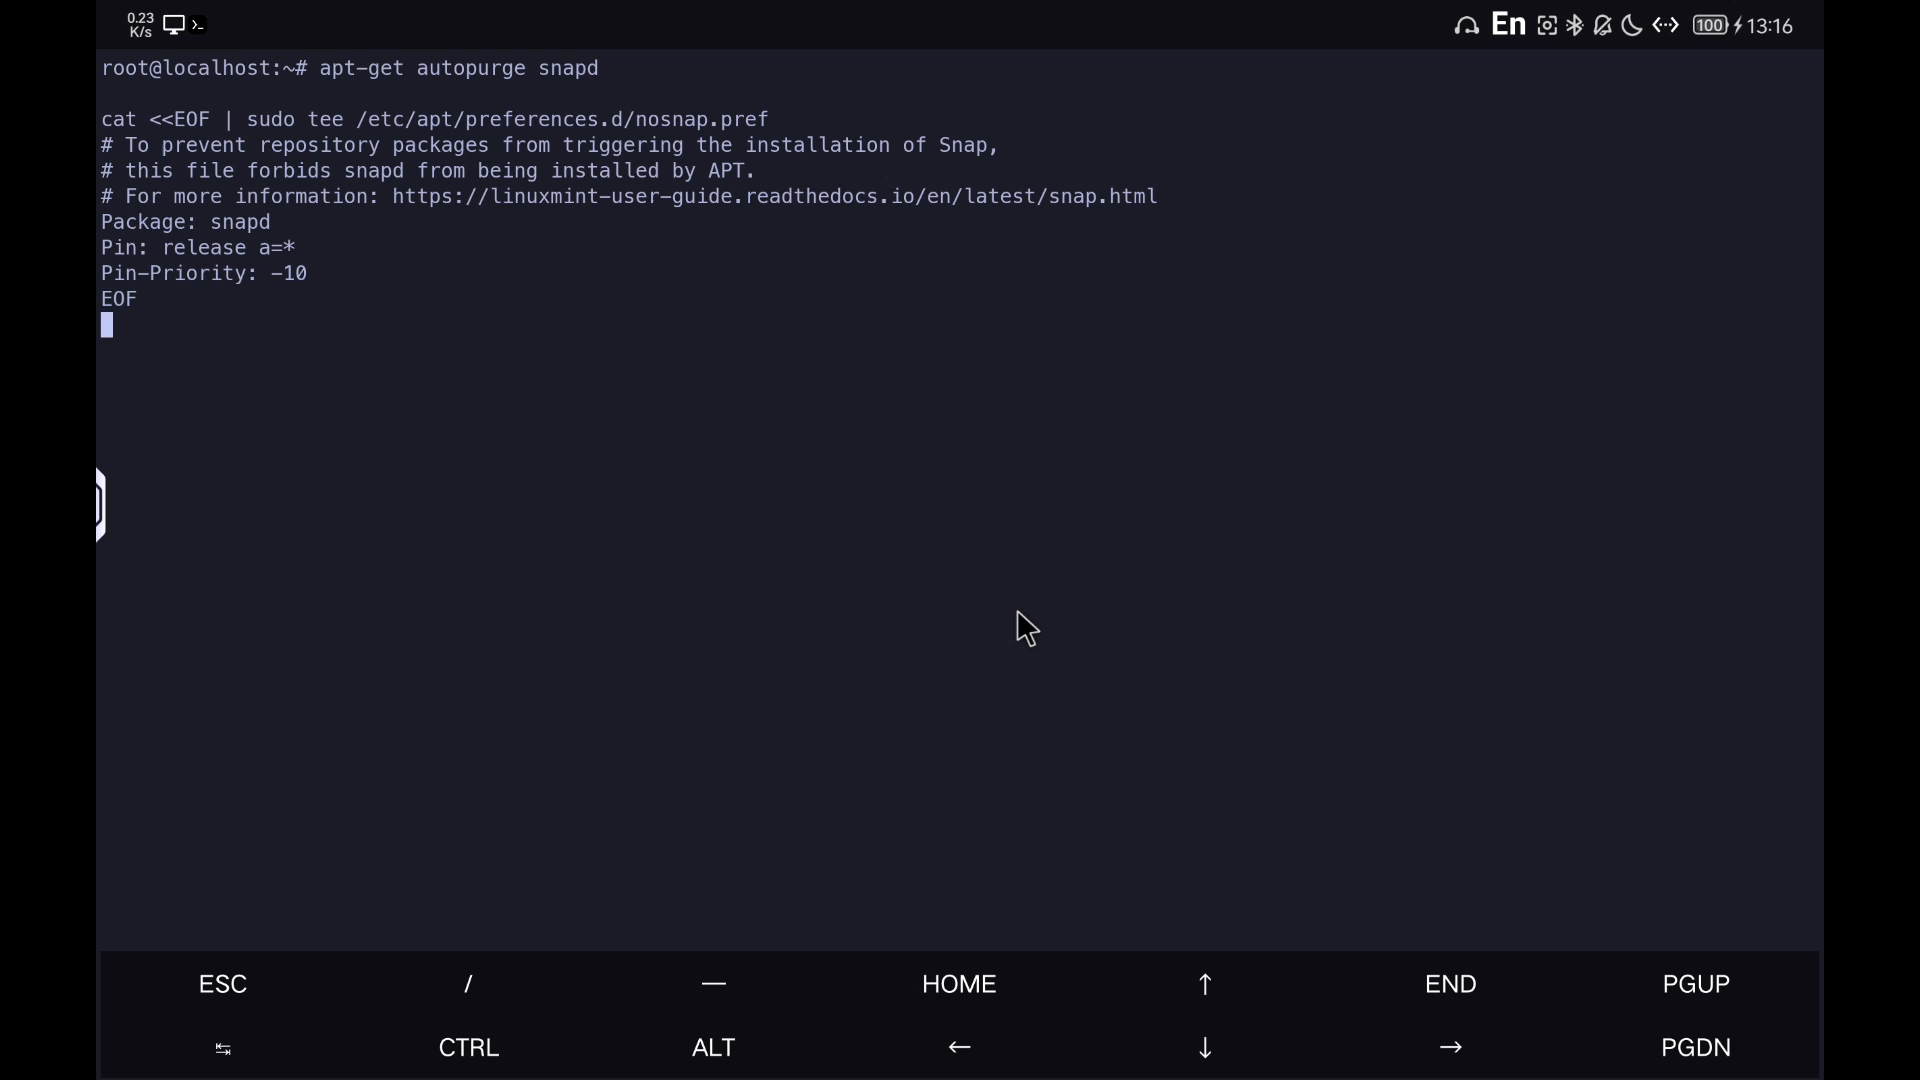 0.23
K/s
En
100
13:16
root@localhost:~# apt-get autopurge snapd
cat <<EOF | sudo tee /etc/apt/preferences.d/nosnap.pref
# To prevent repository packages from triggering the installation of Snap,
# this file forbids snapd from being installed by APT.
# For more information: https://linuxmint-user-guide.readthedocs.io/en/latest/snap.html
Package: snapd
Pin: release a=*
Pin-Priority: -10
EOF
ESC / — HOME ↑ END PGUP
↹ CTRL ALT ← ↓ → PGDN